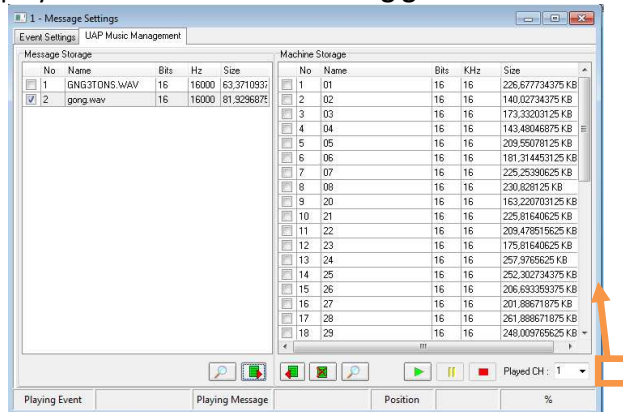 1 - Message Settings
Event Settings UAP Music Management
Message Storage
No Name Bits Hz Size
1 GNG3TONS.WAV 16 16000 63,3710937
2 gong.wav 16 16000 81,9296875
Machine Storage
No Name Bits KHz Size
1 01 16 16 226,677734375 KB
2 02 16 16 140,02734375 KB
3 03 16 16 173,33203125 KB
4 04 16 16 143,48046875 KB
5 05 16 16 209,55078125 KB
6 06 16 16 181,314453125 KB
7 07 16 16 225,25390625 KB
8 08 16 16 230,828125 KB
9 20 16 16 163,220703125 KB
10 21 16 16 225,81640625 KB
11 22 16 16 209,478515625 KB
12 23 16 16 175,81640625 KB
13 24 16 16 257,9765625 KB
14 25 16 16 252,302734375 KB
15 26 16 16 206,693359375 KB
16 27 16 16 201,88671875 KB
17 28 16 16 261,888671875 KB
18 29 16 16 248,009765625 KB
Played CH : 1
Playing Event Playing Message Position %